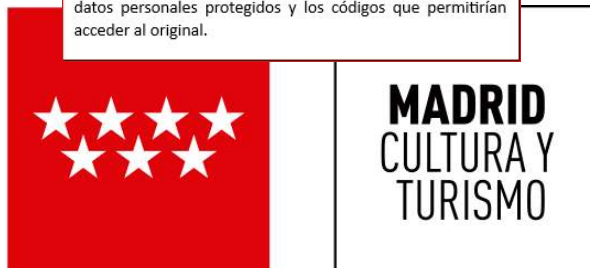 datos personales protegidos y los códigos que permitirían
acceder al original.
MADRID
CULTURA Y
TURISMO